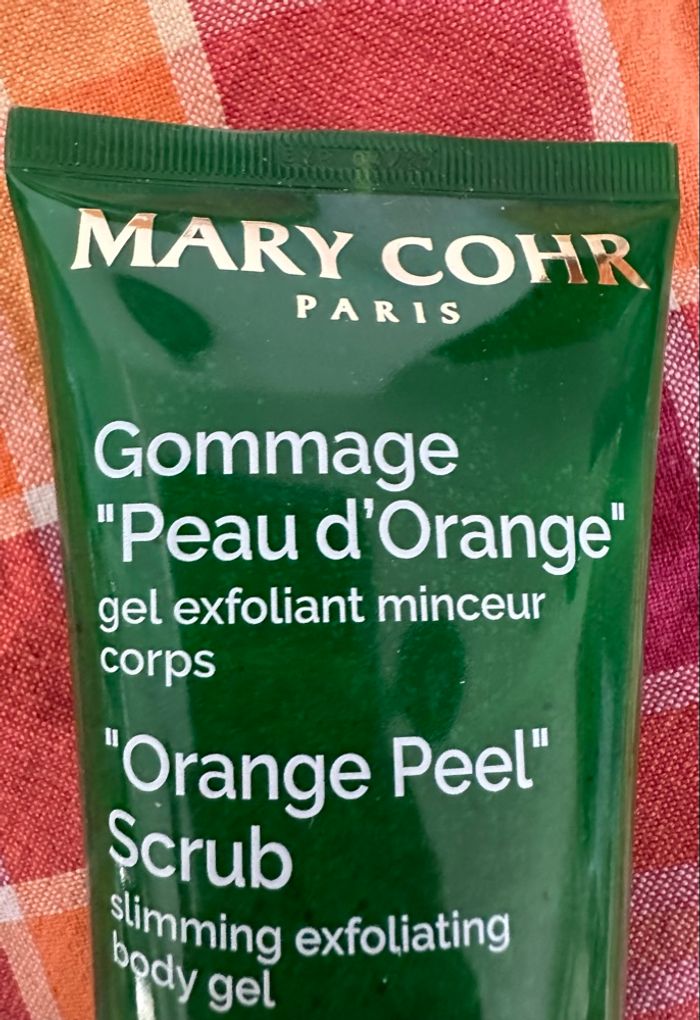 MARY COHR
PARIS
Gommage
"Peau d'Orange"
gel exfoliant minceur
corps
"Orange Peel"
Scrub
slimming exfoliating
body gel